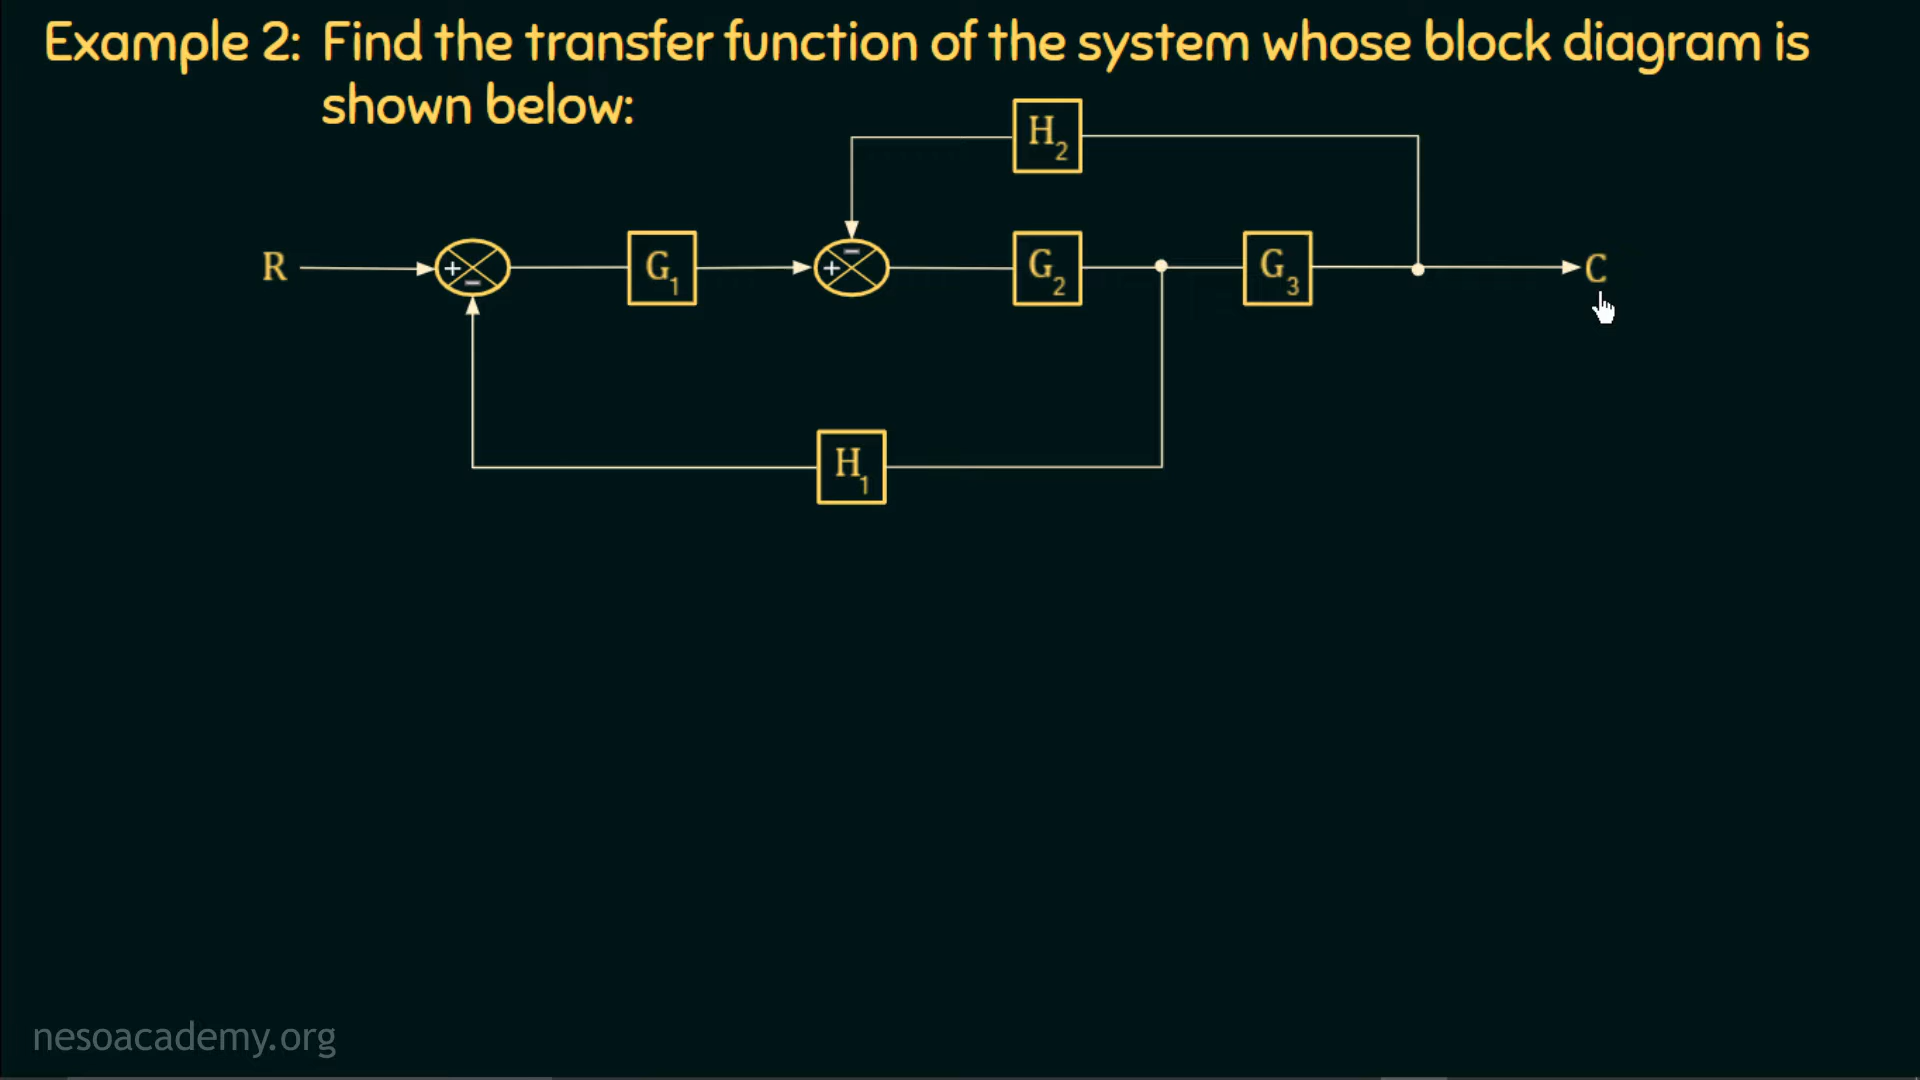 Example 2: Find the transfer function of the system whose block diagram is
shown below:
H₂
R + − G₁ + − G₂ G₃ C
H₁
nesoacademy.org